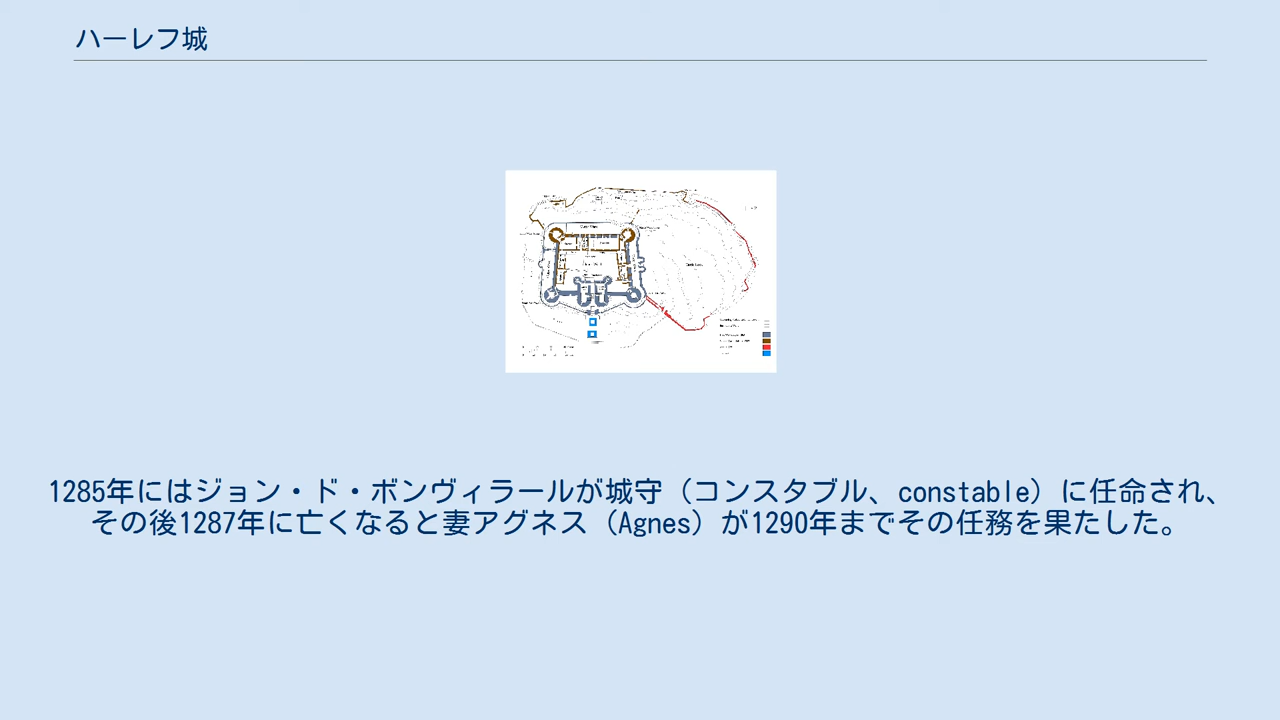 ハーレフ城
1285年にはジョン・ド・ボンヴィラールが城守（コンスタブル、constable）に任命され、
その後1287年に亡くなると妻アグネス（Agnes）が1290年までその任務を果たした。